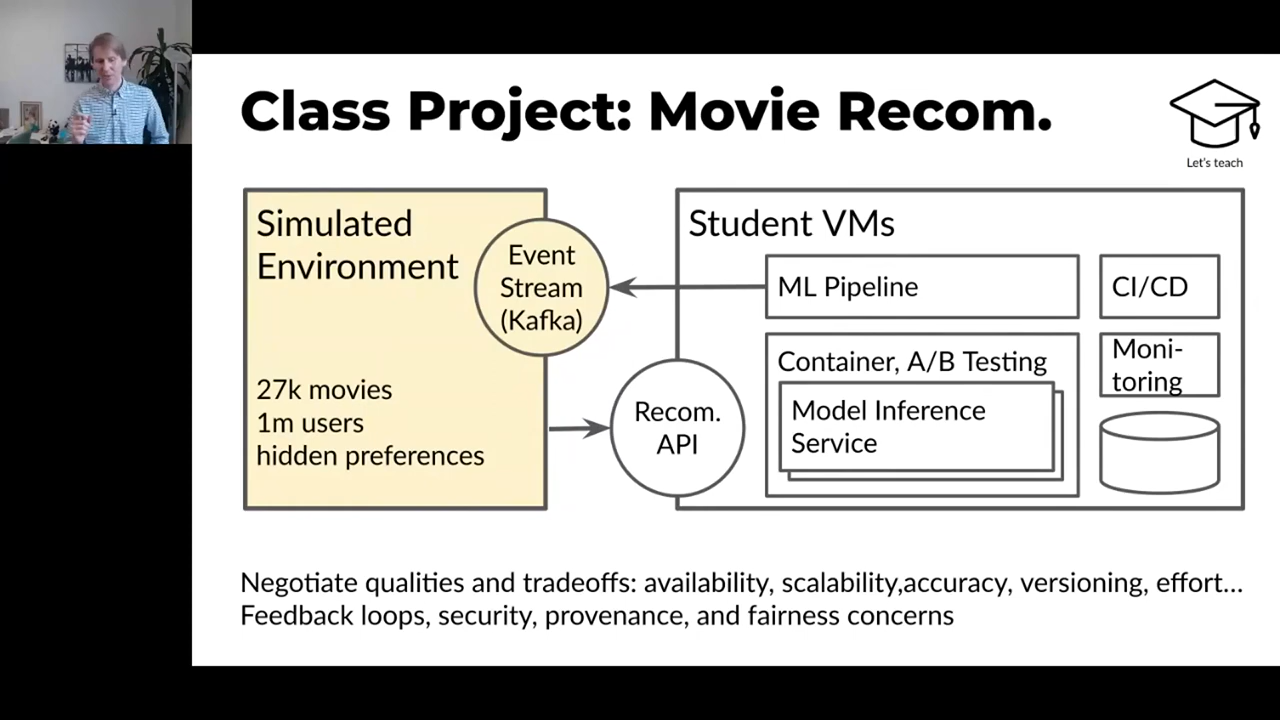 Class Project: Movie Recom.
Let's teach
Simulated
Environment
Event
Stream
(Kafka)
27k movies
1m users
hidden preferences
Student VMs
ML Pipeline
CI/CD
Container, A/B Testing
Moni-
toring
Recom.
API
Model Inference
Service
Negotiate qualities and tradeoffs: availability, scalability,accuracy, versioning, effort...
Feedback loops, security, provenance, and fairness concerns